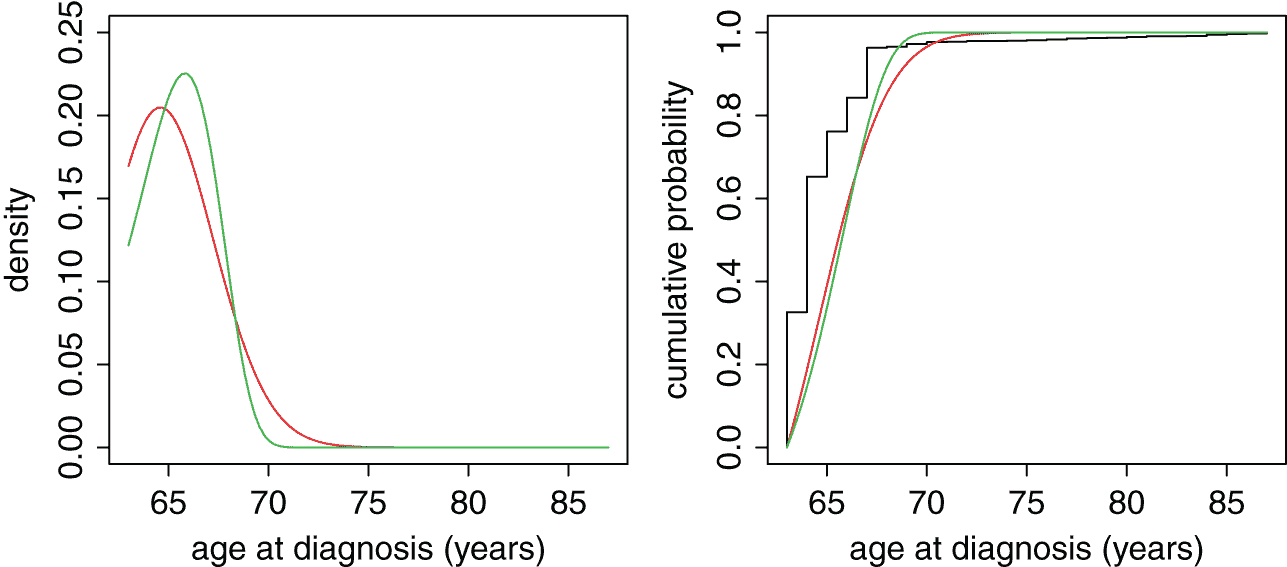 density
0.00 0.05 0.10 0.15 0.20 0.25
65 70 75 80 85
age at diagnosis (years)
cumulative probability
0.0 0.2 0.4 0.6 0.8 1.0
65 70 75 80 85
age at diagnosis (years)